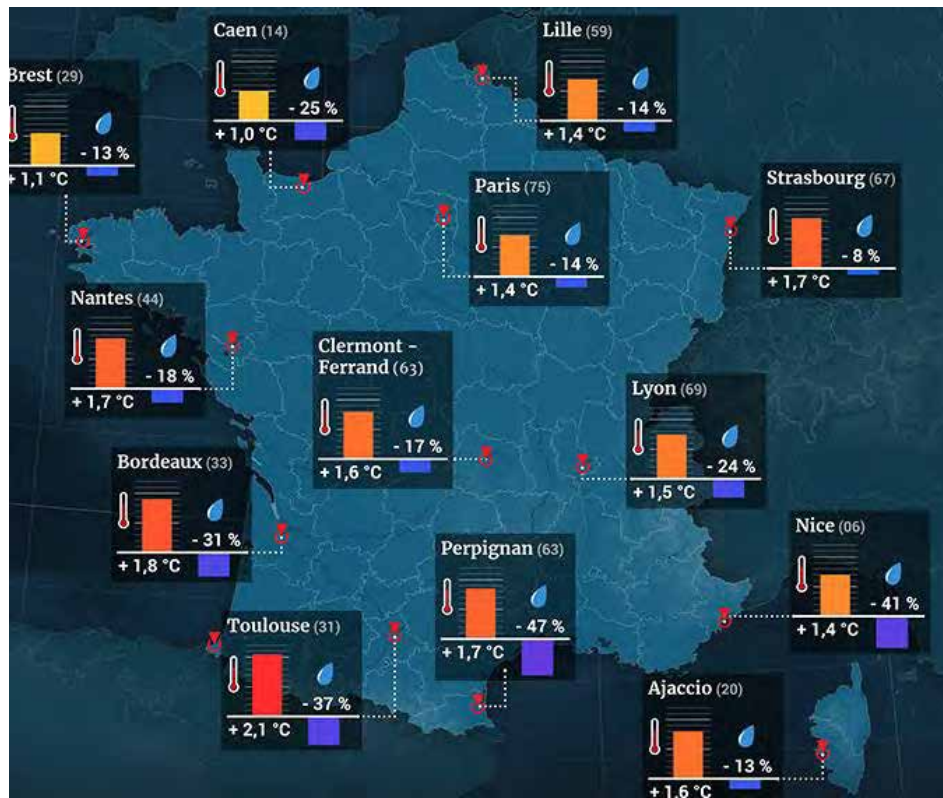 Caen (14)
- 25 %
+ 1,0 °C
Lille (59)
- 14 %
+ 1,4 °C
Brest (29)
- 13 %
+ 1,1 °C
Paris (75)
- 14 %
+ 1,4 °C
Strasbourg (67)
- 8 %
+ 1,7 °C
Nantes (44)
- 18 %
+ 1,7 °C
Clermont -
Ferrand (63)
- 17 %
+ 1,6 °C
Lyon (69)
- 24 %
+ 1,5 °C
Bordeaux (33)
- 31 %
+ 1,8 °C
Perpignan (63)
- 47 %
+ 1,7 °C
Nice (06)
- 41 %
+ 1,4 °C
Toulouse (31)
- 37 %
+ 2,1 °C
Ajaccio (20)
- 13 %
+ 1,6 °C